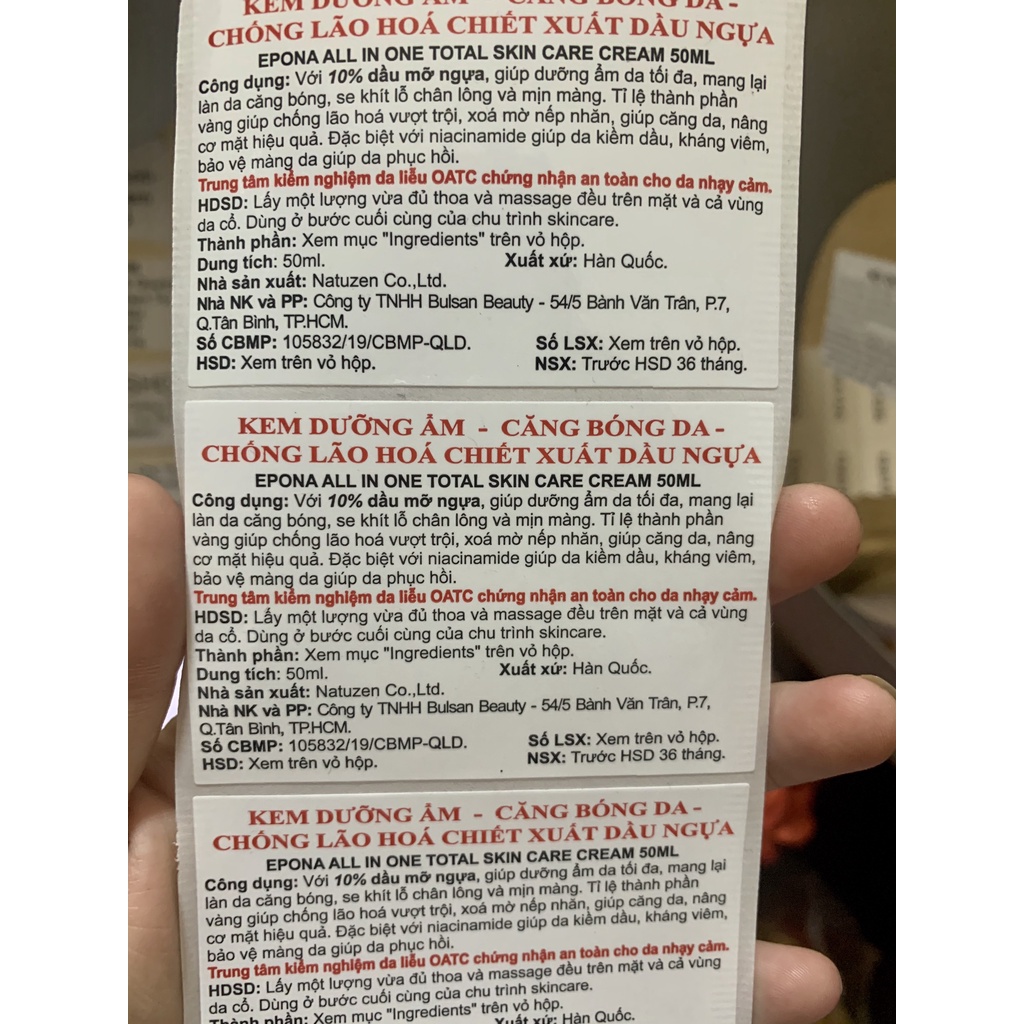 KEM DƯỠNG ẨM - CĂNG BÓNG DA -
CHỐNG LÃO HOÁ CHIẾT XUẤT DẦU NGỰA
EPONA ALL IN ONE TOTAL SKIN CARE CREAM 50ML
Công dụng: Với 10% dầu mỡ ngựa, giúp dưỡng ẩm da tối đa, mang lại
làn da căng bóng, se khít lỗ chân lông và mịn màng. Tỉ lệ thành phần
vàng giúp chống lão hoá vượt trội, xoá mờ nếp nhăn, giúp căng da, nâng
cơ mặt hiệu quả. Đặc biệt với niacinamide giúp da kiềm dầu, kháng viêm,
bảo vệ màng da giúp da phục hồi.
Trung tâm kiểm nghiệm da liễu OATC chứng nhận an toàn cho da nhạy cảm.
HDSD: Lấy một lượng vừa đủ thoa và massage đều trên mặt và cả vùng
da cổ. Dùng ở bước cuối cùng của chu trình skincare.
Thành phần: Xem mục "Ingredients" trên vỏ hộp.
Dung tích: 50ml. Xuất xứ: Hàn Quốc.
Nhà sản xuất: Natuzen Co.,Ltd.
Nhà NK và PP: Công ty TNHH Bulsan Beauty - 54/5 Bành Văn Trân, P.7,
Q.Tân Bình, TP.HCM.
Số CBMP: 105832/19/CBMP-QLD. Số LSX: Xem trên vỏ hộp.
HSD: Xem trên vỏ hộp. NSX: Trước HSD 36 tháng.
KEM DƯỠNG ẨM - CĂNG BÓNG DA -
CHỐNG LÃO HOÁ CHIẾT XUẤT DẦU NGỰA
EPONA ALL IN ONE TOTAL SKIN CARE CREAM 50ML
Công dụng: Với 10% dầu mỡ ngựa, giúp dưỡng ẩm da tối đa, mang lại
làn da căng bóng, se khít lỗ chân lông và mịn màng. Tỉ lệ thành phần
vàng giúp chống lão hoá vượt trội, xoá mờ nếp nhăn, giúp căng da, nâng
cơ mặt hiệu quả. Đặc biệt với niacinamide giúp da kiềm dầu, kháng viêm,
bảo vệ màng da giúp da phục hồi.
Trung tâm kiểm nghiệm da liễu OATC chứng nhận an toàn cho da nhạy cảm.
HDSD: Lấy một lượng vừa đủ thoa và massage đều trên mặt và cả vùng
da cổ. Dùng ở bước cuối cùng của chu trình skincare.
Thành phần: Xem mục "Ingredients" trên vỏ hộp.
Dung tích: 50ml. Xuất xứ: Hàn Quốc.
Nhà sản xuất: Natuzen Co.,Ltd.
Nhà NK và PP: Công ty TNHH Bulsan Beauty - 54/5 Bành Văn Trân, P.7,
Q.Tân Bình, TP.HCM.
Số CBMP: 105832/19/CBMP-QLD. Số LSX: Xem trên vỏ hộp.
HSD: Xem trên vỏ hộp. NSX: Trước HSD 36 tháng.
KEM DƯỠNG ẨM - CĂNG BÓNG DA -
CHỐNG LÃO HOÁ CHIẾT XUẤT DẦU NGỰA
EPONA ALL IN ONE TOTAL SKIN CARE CREAM 50ML
Công dụng: Với 10% dầu mỡ ngựa, giúp dưỡng ẩm da tối đa, mang lại
làn da căng bóng, se khít lỗ chân lông và mịn màng. Tỉ lệ thành phần
vàng giúp chống lão hoá vượt trội, xoá mờ nếp nhăn, giúp căng da, nâng
cơ mặt hiệu quả. Đặc biệt với niacinamide giúp da kiềm dầu, kháng viêm,
bảo vệ màng da giúp da phục hồi.
Trung tâm kiểm nghiệm da liễu OATC chứng nhận an toàn cho da nhạy cảm.
HDSD: Lấy một lượng vừa đủ thoa và massage đều trên mặt và cả vùng
da cổ. Dùng ở bước cuối cùng của chu trình skincare.
Thành phần: Xem mục "Ingredients" trên vỏ hộp.
Xuất xứ: Hàn Quốc.